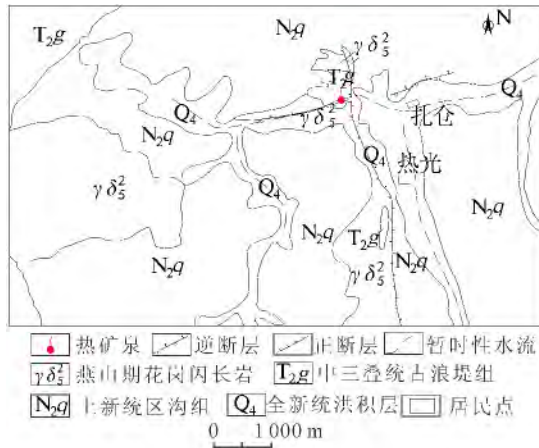 N₂q
N
T₂g
γδ₅²
T₂g
Q₄
Q₄
扎仓
γδ₅²
N₂q
Q₄
热光
γδ₅²
Q₄
N₂q
N₂q
T₂g
N₂q
γδ₅²
N₂q
热矿泉 逆断层 正断层 暂时性水流
γδ₅² 燕山期花岗闪长岩 T₂g 中三叠统古浪堤组
N₂q 上新统区沟组 Q₄ 全新统洪积层 居民点
0 1 000 m